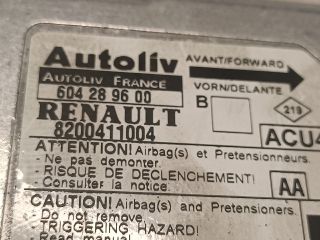 Autoliv
AVANT/FORWARD
AUTOLIV FRANCE
VORN/DELANTE
604 28 96 00
B
218
RENAULT
8200411004
ACU4
ATTENTION! Airbag(s) et Pretensionneurs.
- Ne pas demonter.
- RISQUE DE DÉCLENCHEMENT!
- Consulter la notice.
AA
CAUTION! Airbag(s) and Pretensioners.
- Do not remove.
- TRIGGERING HAZARD!
- Read manual